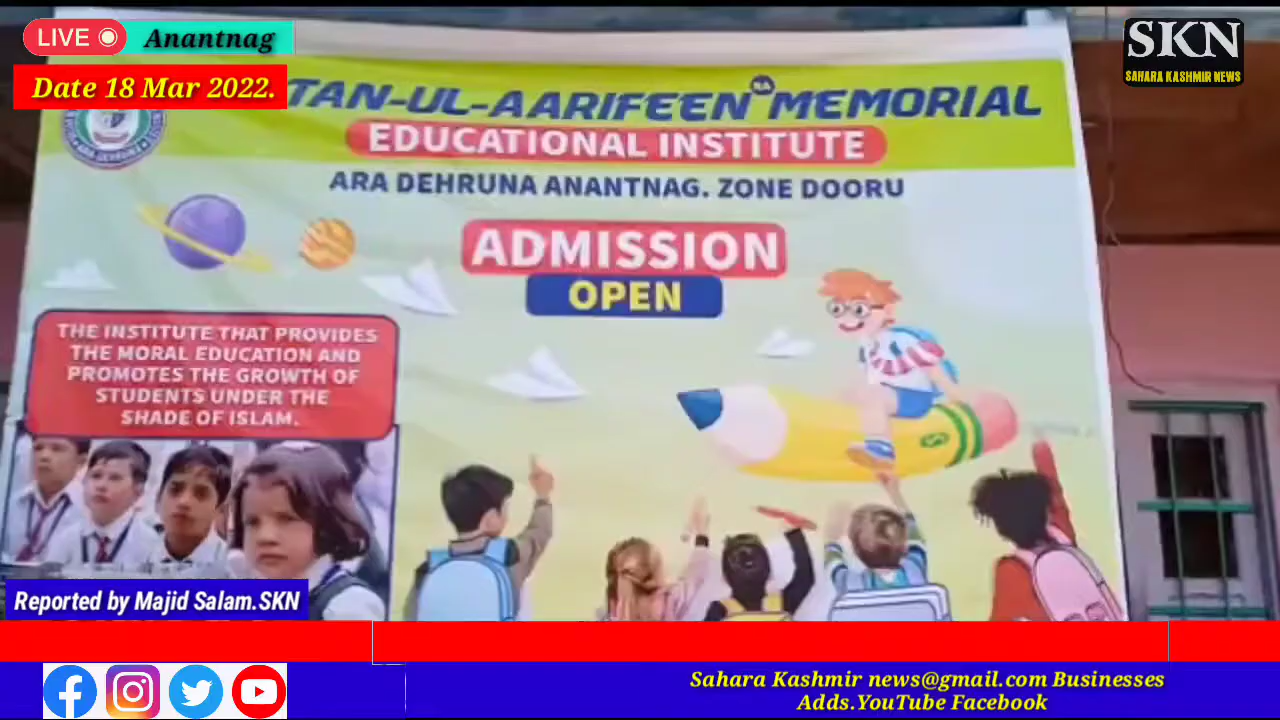 LIVE
Anantnag
SKN
SAHARA KASHMIR NEWS
Date 18 Mar 2022.
TAN-UL-AARIFEEN RA MEMORIAL
EDUCATIONAL INSTITUTE
ARA DEHRUNA ANANTNAG. ZONE DOORU
ADMISSION
OPEN
THE INSTITUTE THAT PROVIDES
THE MORAL EDUCATION AND
PROMOTES THE GROWTH OF
STUDENTS UNDER THE
SHADE OF ISLAM.
Reported by Majid Salam.SKN
Sahara Kashmir news@gmail.com Businesses
Adds.YouTube Facebook